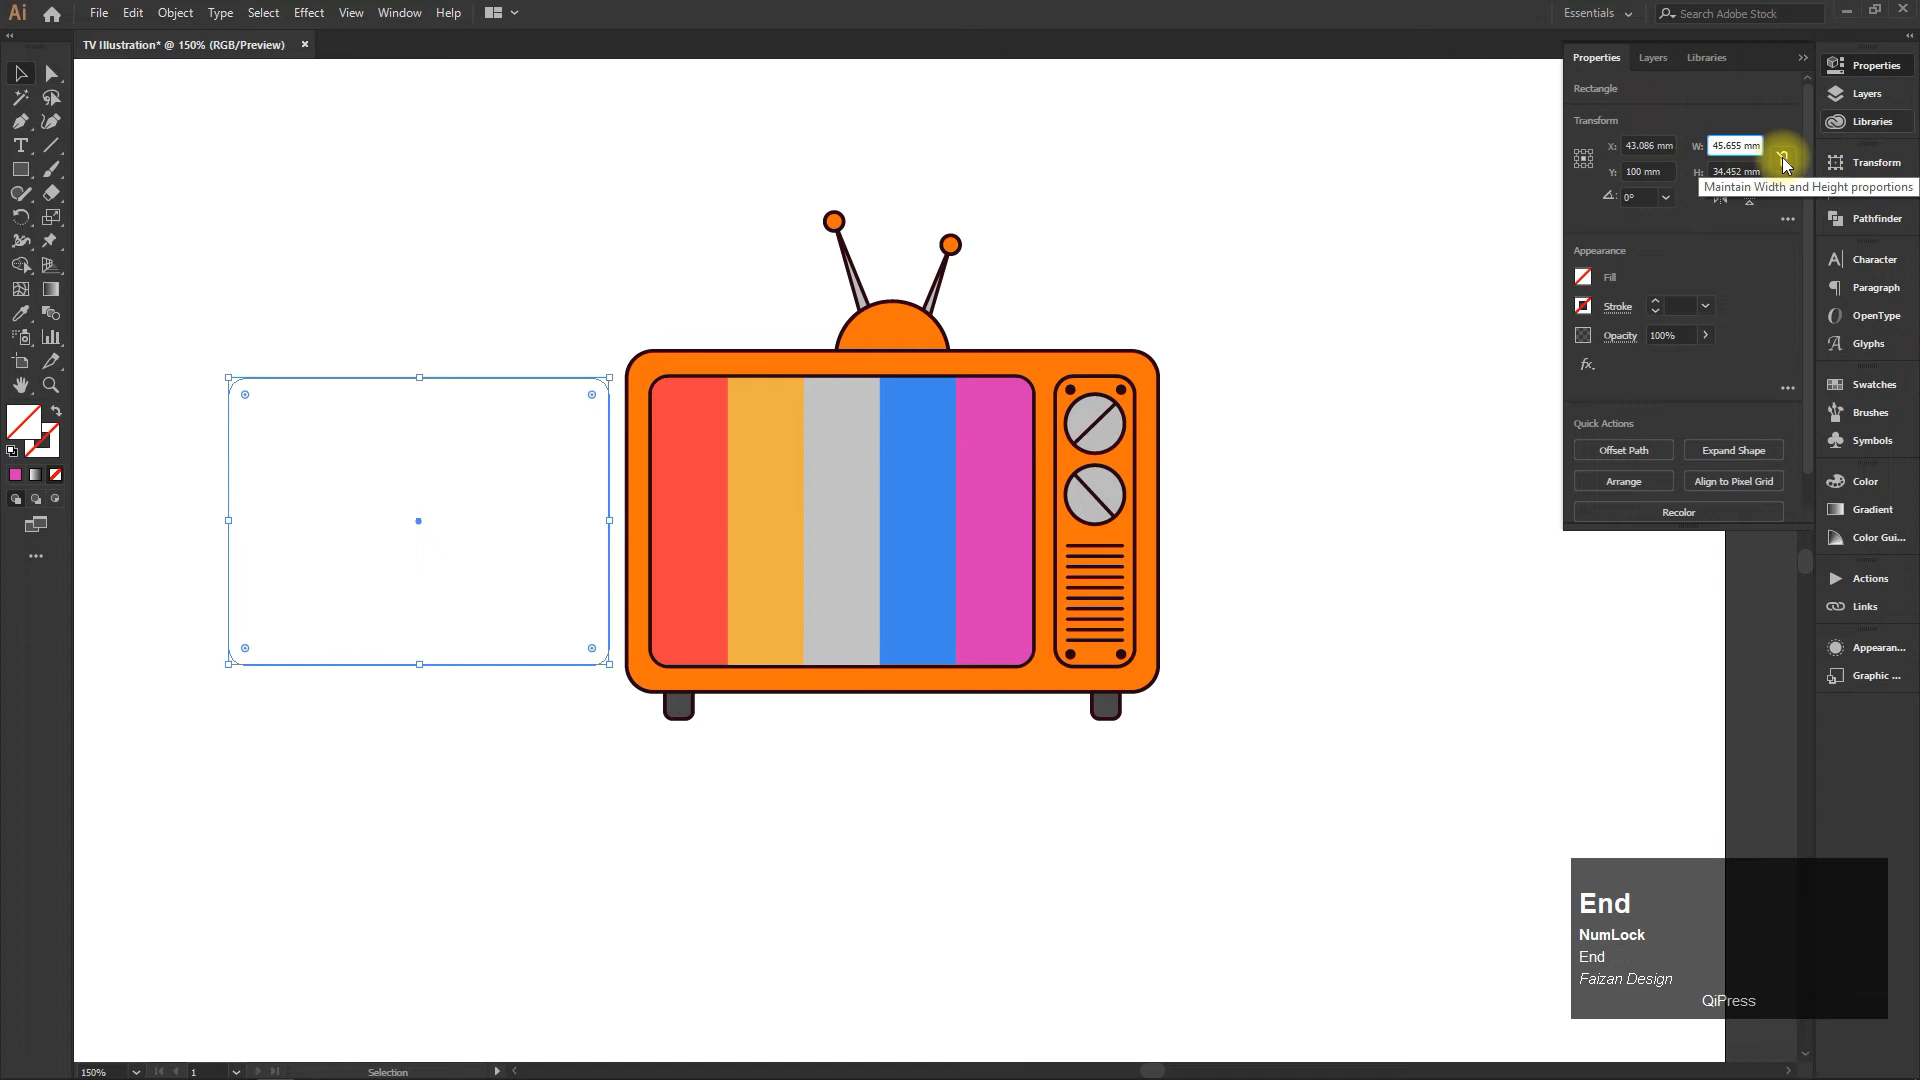 Ai
File Edit Object Type Select Effect View Window Help
Essentials
Search Adobe Stock
TV Illustration* @ 150% (RGB/Preview) ×
Properties Layers Libraries
Rectangle
Transform
X: 43.086 mm W: 45.655 mm
Y: 100 mm H: 34.452 mm
Maintain Width and Height proportions
0°
Appearance
Fill
Stroke
Opacity 100%
fx.
Quick Actions
Offset Path Expand Shape
Arrange Align to Pixel Grid
Recolor
Properties
Layers
Libraries
Transform
Pathfinder
Character
Paragraph
OpenType
Glyphs
Swatches
Brushes
Symbols
Color
Gradient
Color Gui...
Actions
Links
Appearan...
Graphic ...
End
NumLock
End
Faizan Design
QiPress
150% 1 Selection